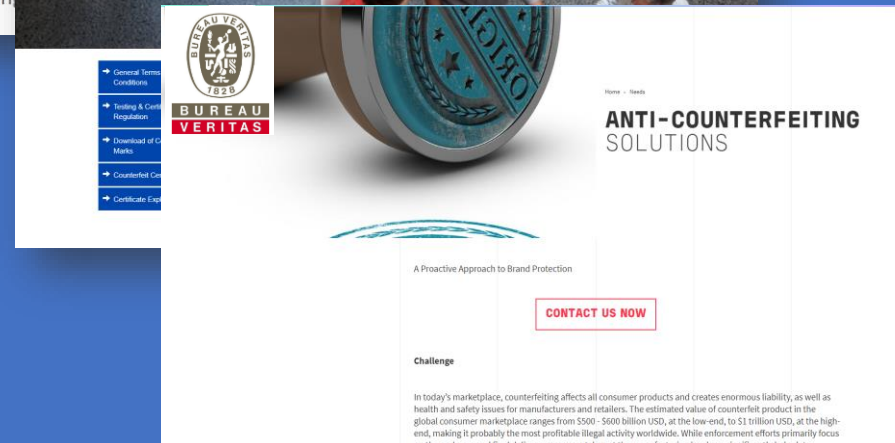 General Terms
Conditions
Testing &
Regulation
Download of
Marks
Counterfeit
Certificate
BUREAU VERITAS
1828
BUREAU
VERITAS
ORIGI
Home - Needs
ANTI-COUNTERFEITING
SOLUTIONS
A Proactive Approach to Brand Protection
CONTACT US NOW
Challenge
In today's marketplace, counterfeiting affects all consumer products and creates enormous liability, as well as
health and safety issues for manufacturers and retailers. The estimated value of counterfeit product in the
global consumer marketplace ranges from $500 - $600 billion USD, at the low-end, to $1 trillion USD, at the high-
end, making it probably the most profitable illegal activity worldwide. While enforcement efforts primarily focus